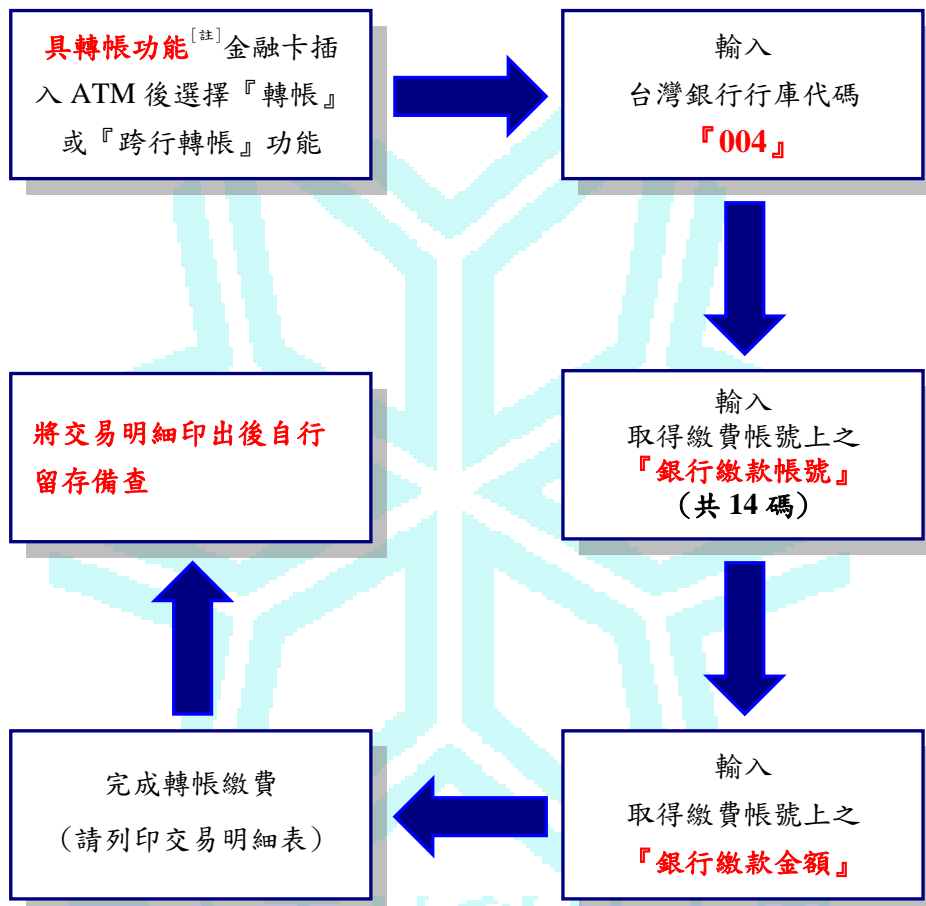 具轉帳功能[註]金融卡插
入 ATM 後選擇『轉帳』
或『跨行轉帳』功能
輸入
台灣銀行行庫代碼
『004』
輸入
取得繳費帳號上之
『銀行繳款帳號』
(共 14 碼)
輸入
取得繳費帳號上之
『銀行繳款金額』
完成轉帳繳費
(請列印交易明細表)
將交易明細印出後自行
留存備查